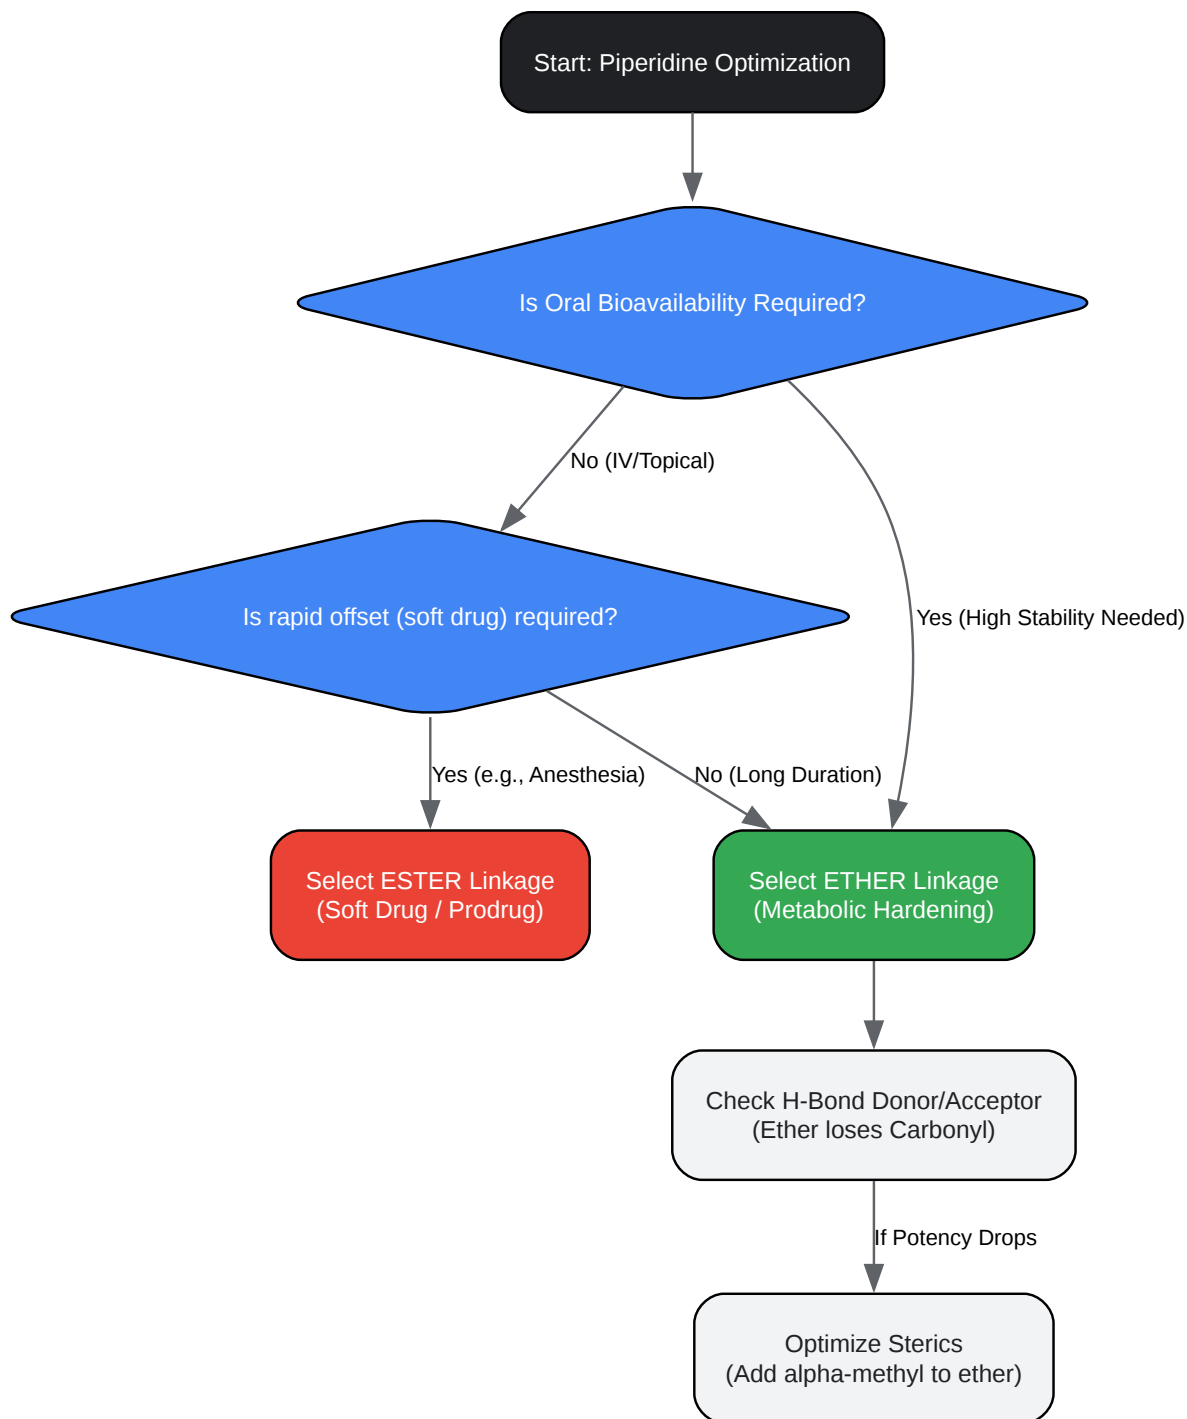 Start: Piperidine Optimization
Is Oral Bioavailability Required?
No (IV/Topical)
Is rapid offset (soft drug) required?
Yes (High Stability Needed)
Yes (e.g., Anesthesia)
No (Long Duration)
Select ESTER Linkage
(Soft Drug / Prodrug)
Select ETHER Linkage
(Metabolic Hardening)
Check H-Bond Donor/Acceptor
(Ether loses Carbonyl)
If Potency Drops
Optimize Sterics
(Add alpha-methyl to ether)